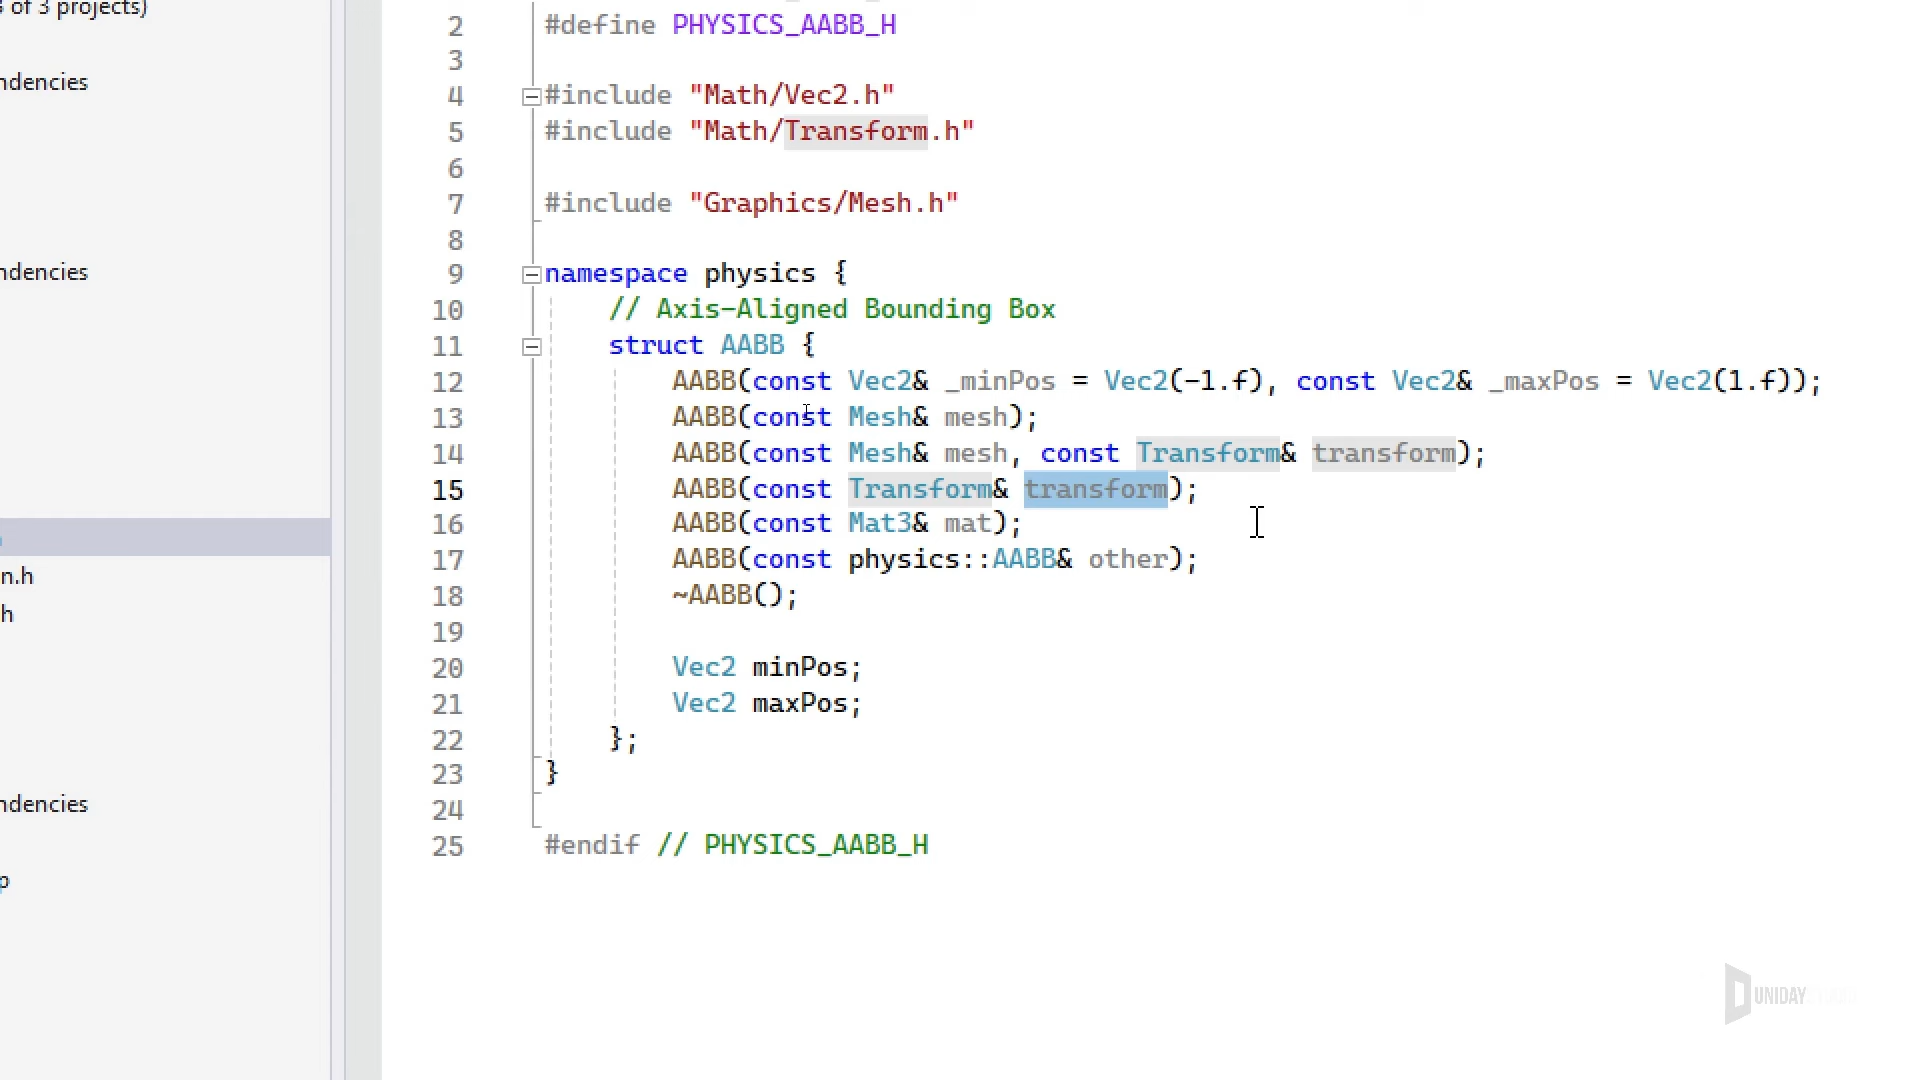 of 3 projects)
ndencies
ndencies
n.h
h
ndencies
p
2 #define PHYSICS_AABB_H
3
4 #include "Math/Vec2.h"
5 #include "Math/Transform.h"
6
7 #include "Graphics/Mesh.h"
8
9 namespace physics {
10 // Axis-Aligned Bounding Box
11 struct AABB {
12 AABB(const Vec2& _minPos = Vec2(-1.f), const Vec2& _maxPos = Vec2(1.f));
13 AABB(const Mesh& mesh);
14 AABB(const Mesh& mesh, const Transform& transform);
15 AABB(const Transform& transform);
16 AABB(const Mat3& mat);
17 AABB(const physics::AABB& other);
18 ~AABB();
19
20 Vec2 minPos;
21 Vec2 maxPos;
22 };
23 }
24
25 #endif // PHYSICS_AABB_H
UNIDAY